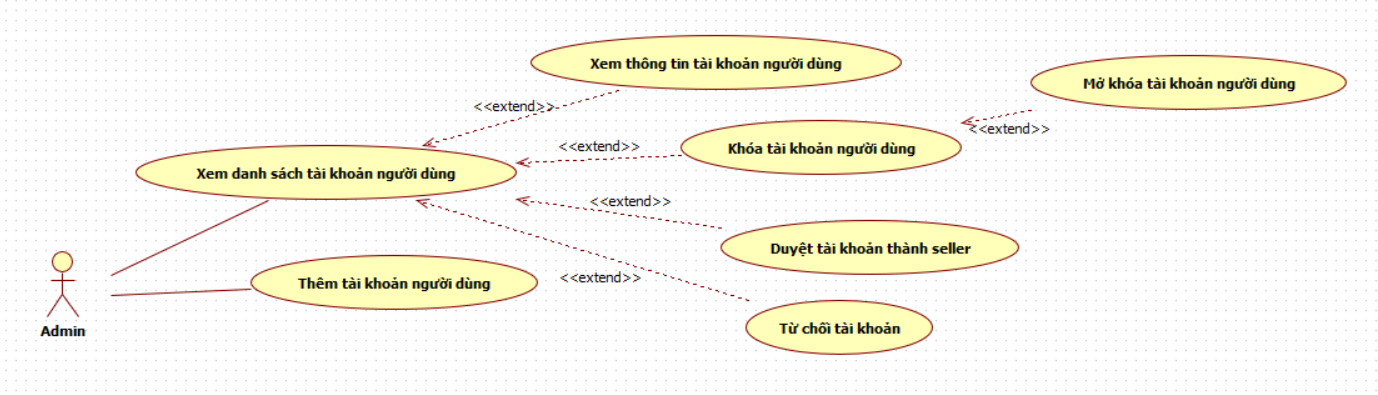 Xem thông tin tài khoản người dùng
Mở khóa tài khoản người dùng
<<extend>>
<<extend>>
<<extend>>
Khóa tài khoản người dùng
Xem danh sách tài khoản người dùng
<<extend>>
Duyệt tài khoản thành seller
<<extend>>
Thêm tài khoản người dùng
Từ chối tài khoản
Admin